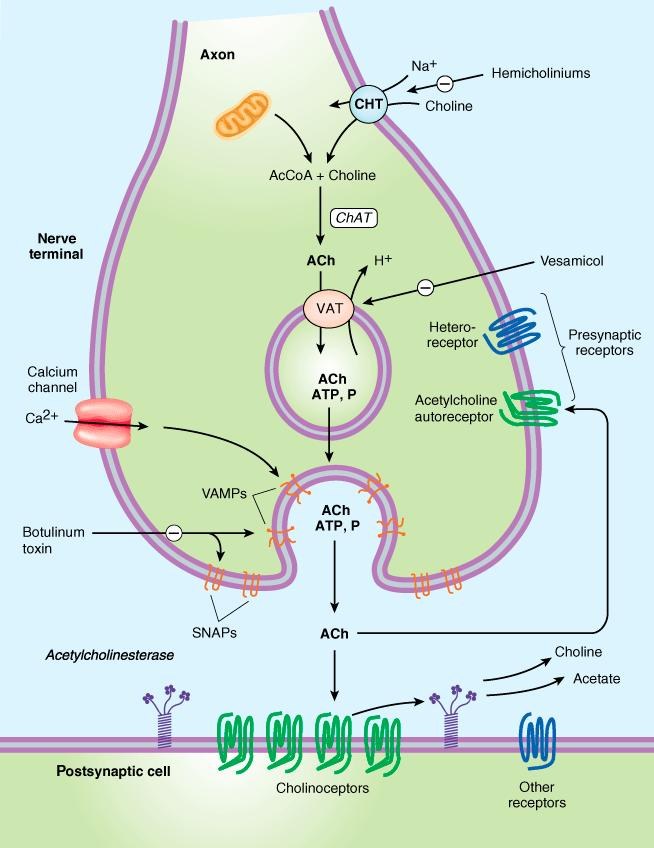 Axon
Na+
Hemicholiniums
CHT
Choline
AcCoA + Choline
ChAT
Nerve
terminal
ACh
H+
Vesamicol
VAT
Hetero-
receptor
Presynaptic
receptors
Calcium
channel
Ca2+
ACh
ATP, P
Acetylcholine
autoreceptor
VAMPs
ACh
ATP, P
Botulinum
toxin
SNAPs
ACh
Acetylcholinesterase
Choline
Acetate
Postsynaptic cell
Cholinoceptors
Other
receptors